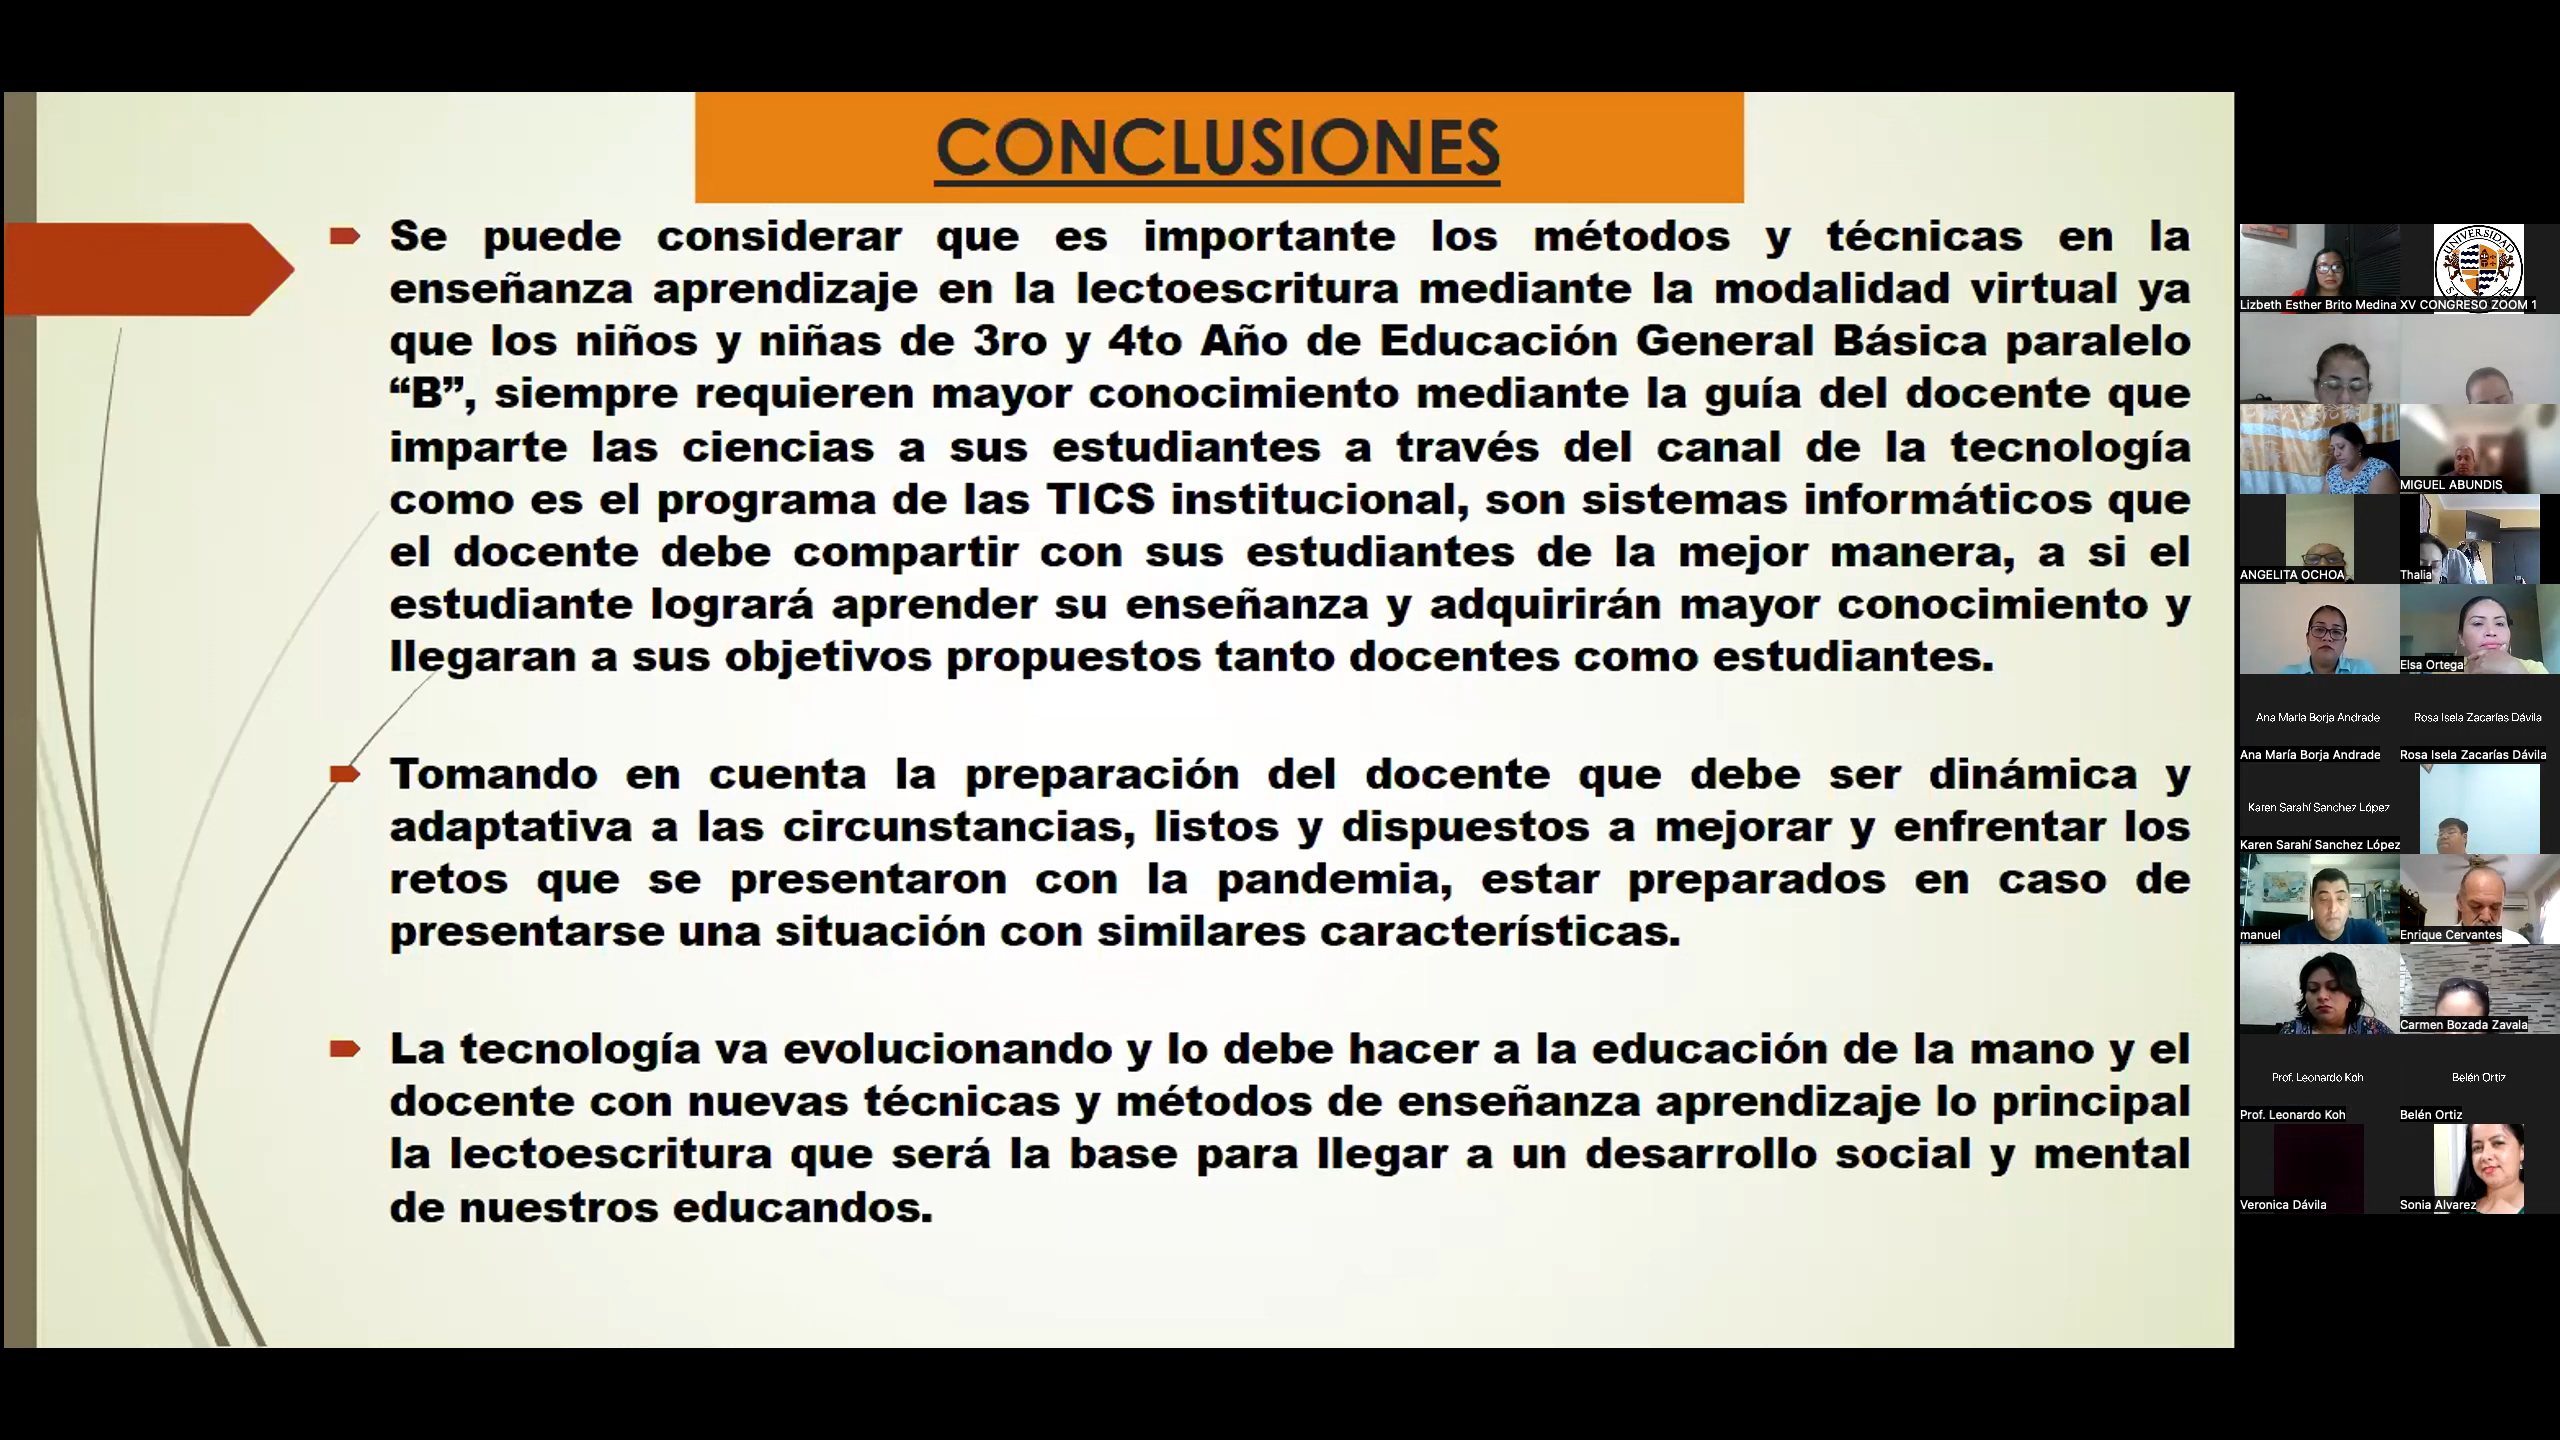 CONCLUSIONES
Se puede considerar que es importante los métodos y técnicas en la
enseñanza aprendizaje en la lectoescritura mediante la modalidad virtual ya
que los niños y niñas de 3ro y 4to Año de Educación General Básica paralelo
“B”, siempre requieren mayor conocimiento mediante la guía del docente que
imparte las ciencias a sus estudiantes a través del canal de la tecnología
como es el programa de las TICS institucional, son sistemas informáticos que
el docente debe compartir con sus estudiantes de la mejor manera, a si el
estudiante logrará aprender su enseñanza y adquirirán mayor conocimiento y
llegaran a sus objetivos propuestos tanto docentes como estudiantes.
Tomando en cuenta la preparación del docente que debe ser dinámica y
adaptativa a las circunstancias, listos y dispuestos a mejorar y enfrentar los
retos que se presentaron con la pandemia, estar preparados en caso de
presentarse una situación con similares características.
La tecnología va evolucionando y lo debe hacer a la educación de la mano y el
docente con nuevas técnicas y métodos de enseñanza aprendizaje lo principal
la lectoescritura que será la base para llegar a un desarrollo social y mental
de nuestros educandos.
UNIVERSIDAD
Lizbeth Esther Brito Medina
XV CONGRESO ZOOM 1
MIGUEL ABUNDIS
ANGELITA OCHOA
Thalia
Elsa Ortega
Ana María Borja Andrade
Rosa Isela Zacarías Dávila
Ana María Borja Andrade
Rosa Isela Zacarías Dávila
Karen Sarahí Sanchez López
Karen Sarahí Sanchez López
manuel
Enrique Cervantes
Carmen Bozada Zavala
Prof. Leonardo Koh
Belén Ortiz
Prof. Leonardo Koh
Belén Ortiz
Veronica Dávila
Sonia Alvarez